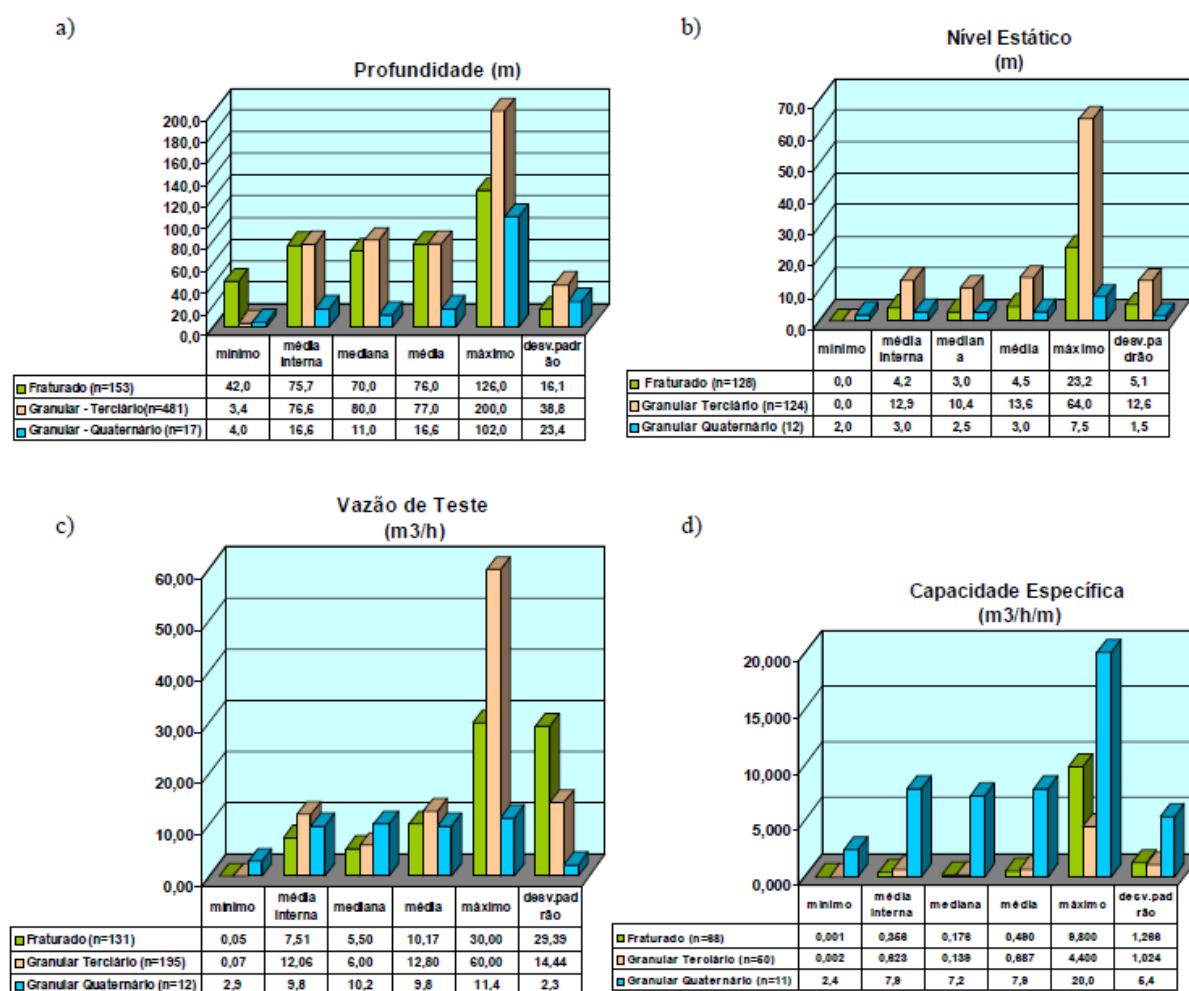 a)
Profundidade (m)
200,0
180,0
160,0
140,0
120,0
100,0
80,0
60,0
40,0
20,0
0,0
mínimo média interna mediana média máximo desv.padrão
Fraturado (n=153) 42,0 75,7 70,0 76,0 126,0 16,1
Granular - Terciário(n=481) 3,4 76,6 80,0 77,0 200,0 38,8
Granular - Quaternário (n=17) 4,0 16,6 11,0 16,6 102,0 23,4
b)
Nível Estático
(m)
70,0
60,0
50,0
40,0
30,0
20,0
10,0
0,0
mínimo média interna mediana média máximo desv.padrão
Fraturado (n=128) 0,0 4,2 3,0 4,5 23,2 5,1
Granular Terciário (n=124) 0,0 12,9 10,4 13,6 64,0 12,6
Granular Quaternário (12) 2,0 3,0 2,5 3,0 7,5 1,5
c)
Vazão de Teste
(m3/h)
60,00
50,00
40,00
30,00
20,00
10,00
0,00
mínimo média interna mediana média máximo desv.padrão
Fraturado (n=131) 0,05 7,51 5,50 10,17 30,00 29,39
Granular Terciário (n=195) 0,07 12,06 6,00 12,80 60,00 14,44
Granular Quaternário (n=12) 2,9 9,8 10,2 9,8 11,4 2,3
d)
Capacidade Específica
(m3/h/m)
20,000
15,000
10,000
5,000
0,000
mínimo média interna mediana média máximo desv.padrão
Fraturado (n=68) 0,001 0,356 0,176 0,490 9,800 1,266
Granular Terciário (n=50) 0,002 0,623 0,139 0,687 4,400 1,024
Granular Quaternário (n=11) 2,4 7,9 7,2 7,9 20,0 5,4